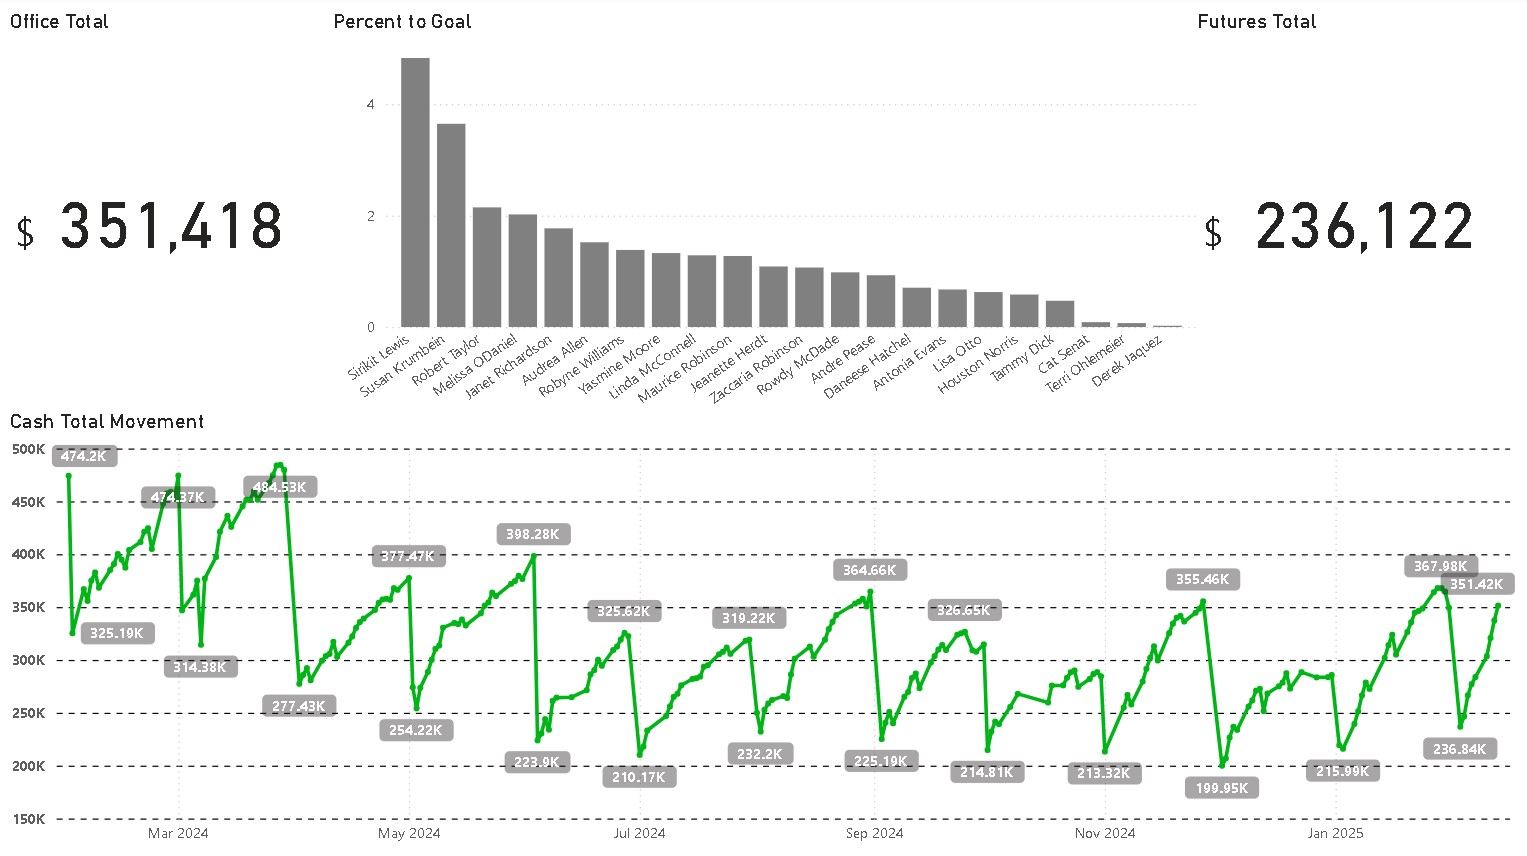 Office Total
Percent to Goal
Futures Total
$ 351,418
$ 236,122
4
2
0
Sirikit Lewis
Susan Krumbein
Robert Taylor
Melissa ODaniel
Janet Richardson
Audrea Allen
Robyne Williams
Yasmine Moore
Linda McConnell
Maurice Robinson
Jeanette Herdt
Zaccaria Robinson
Rowdy McDade
Andre Pease
Daneese Hatchel
Antonia Evans
Lisa Otto
Houston Norris
Tammy Dick
Cat Senat
Terri Ohlemeier
Derek Jaquez
Cash Total Movement
500K
450K
400K
350K
300K
250K
200K
150K
474.2K
325.19K
474.37K
314.38K
484.53K
277.43K
377.47K
254.22K
398.28K
223.9K
325.62K
210.17K
319.22K
232.2K
364.66K
225.19K
326.65K
214.81K
213.32K
355.46K
199.95K
215.99K
367.98K
351.42K
236.84K
Mar 2024
May 2024
Jul 2024
Sep 2024
Nov 2024
Jan 2025